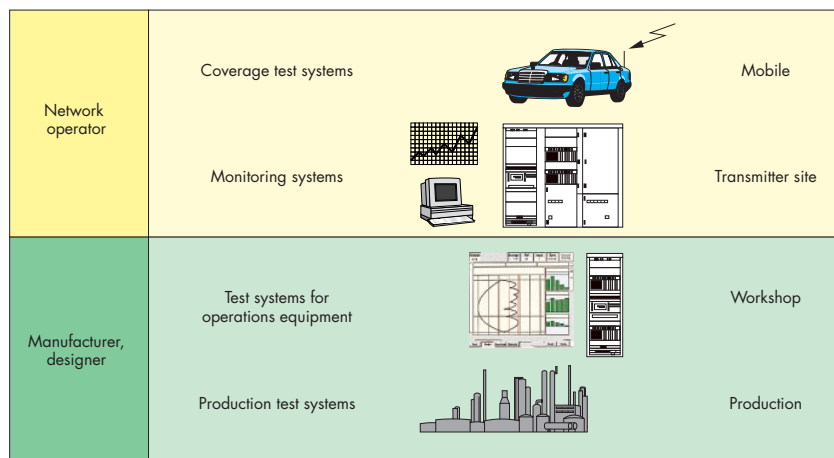 Coverage test systems
Mobile
Network
operator
Monitoring systems
Transmitter site
Test systems for
operations equipment
Workshop
Manufacturer,
designer
Production test systems
Production